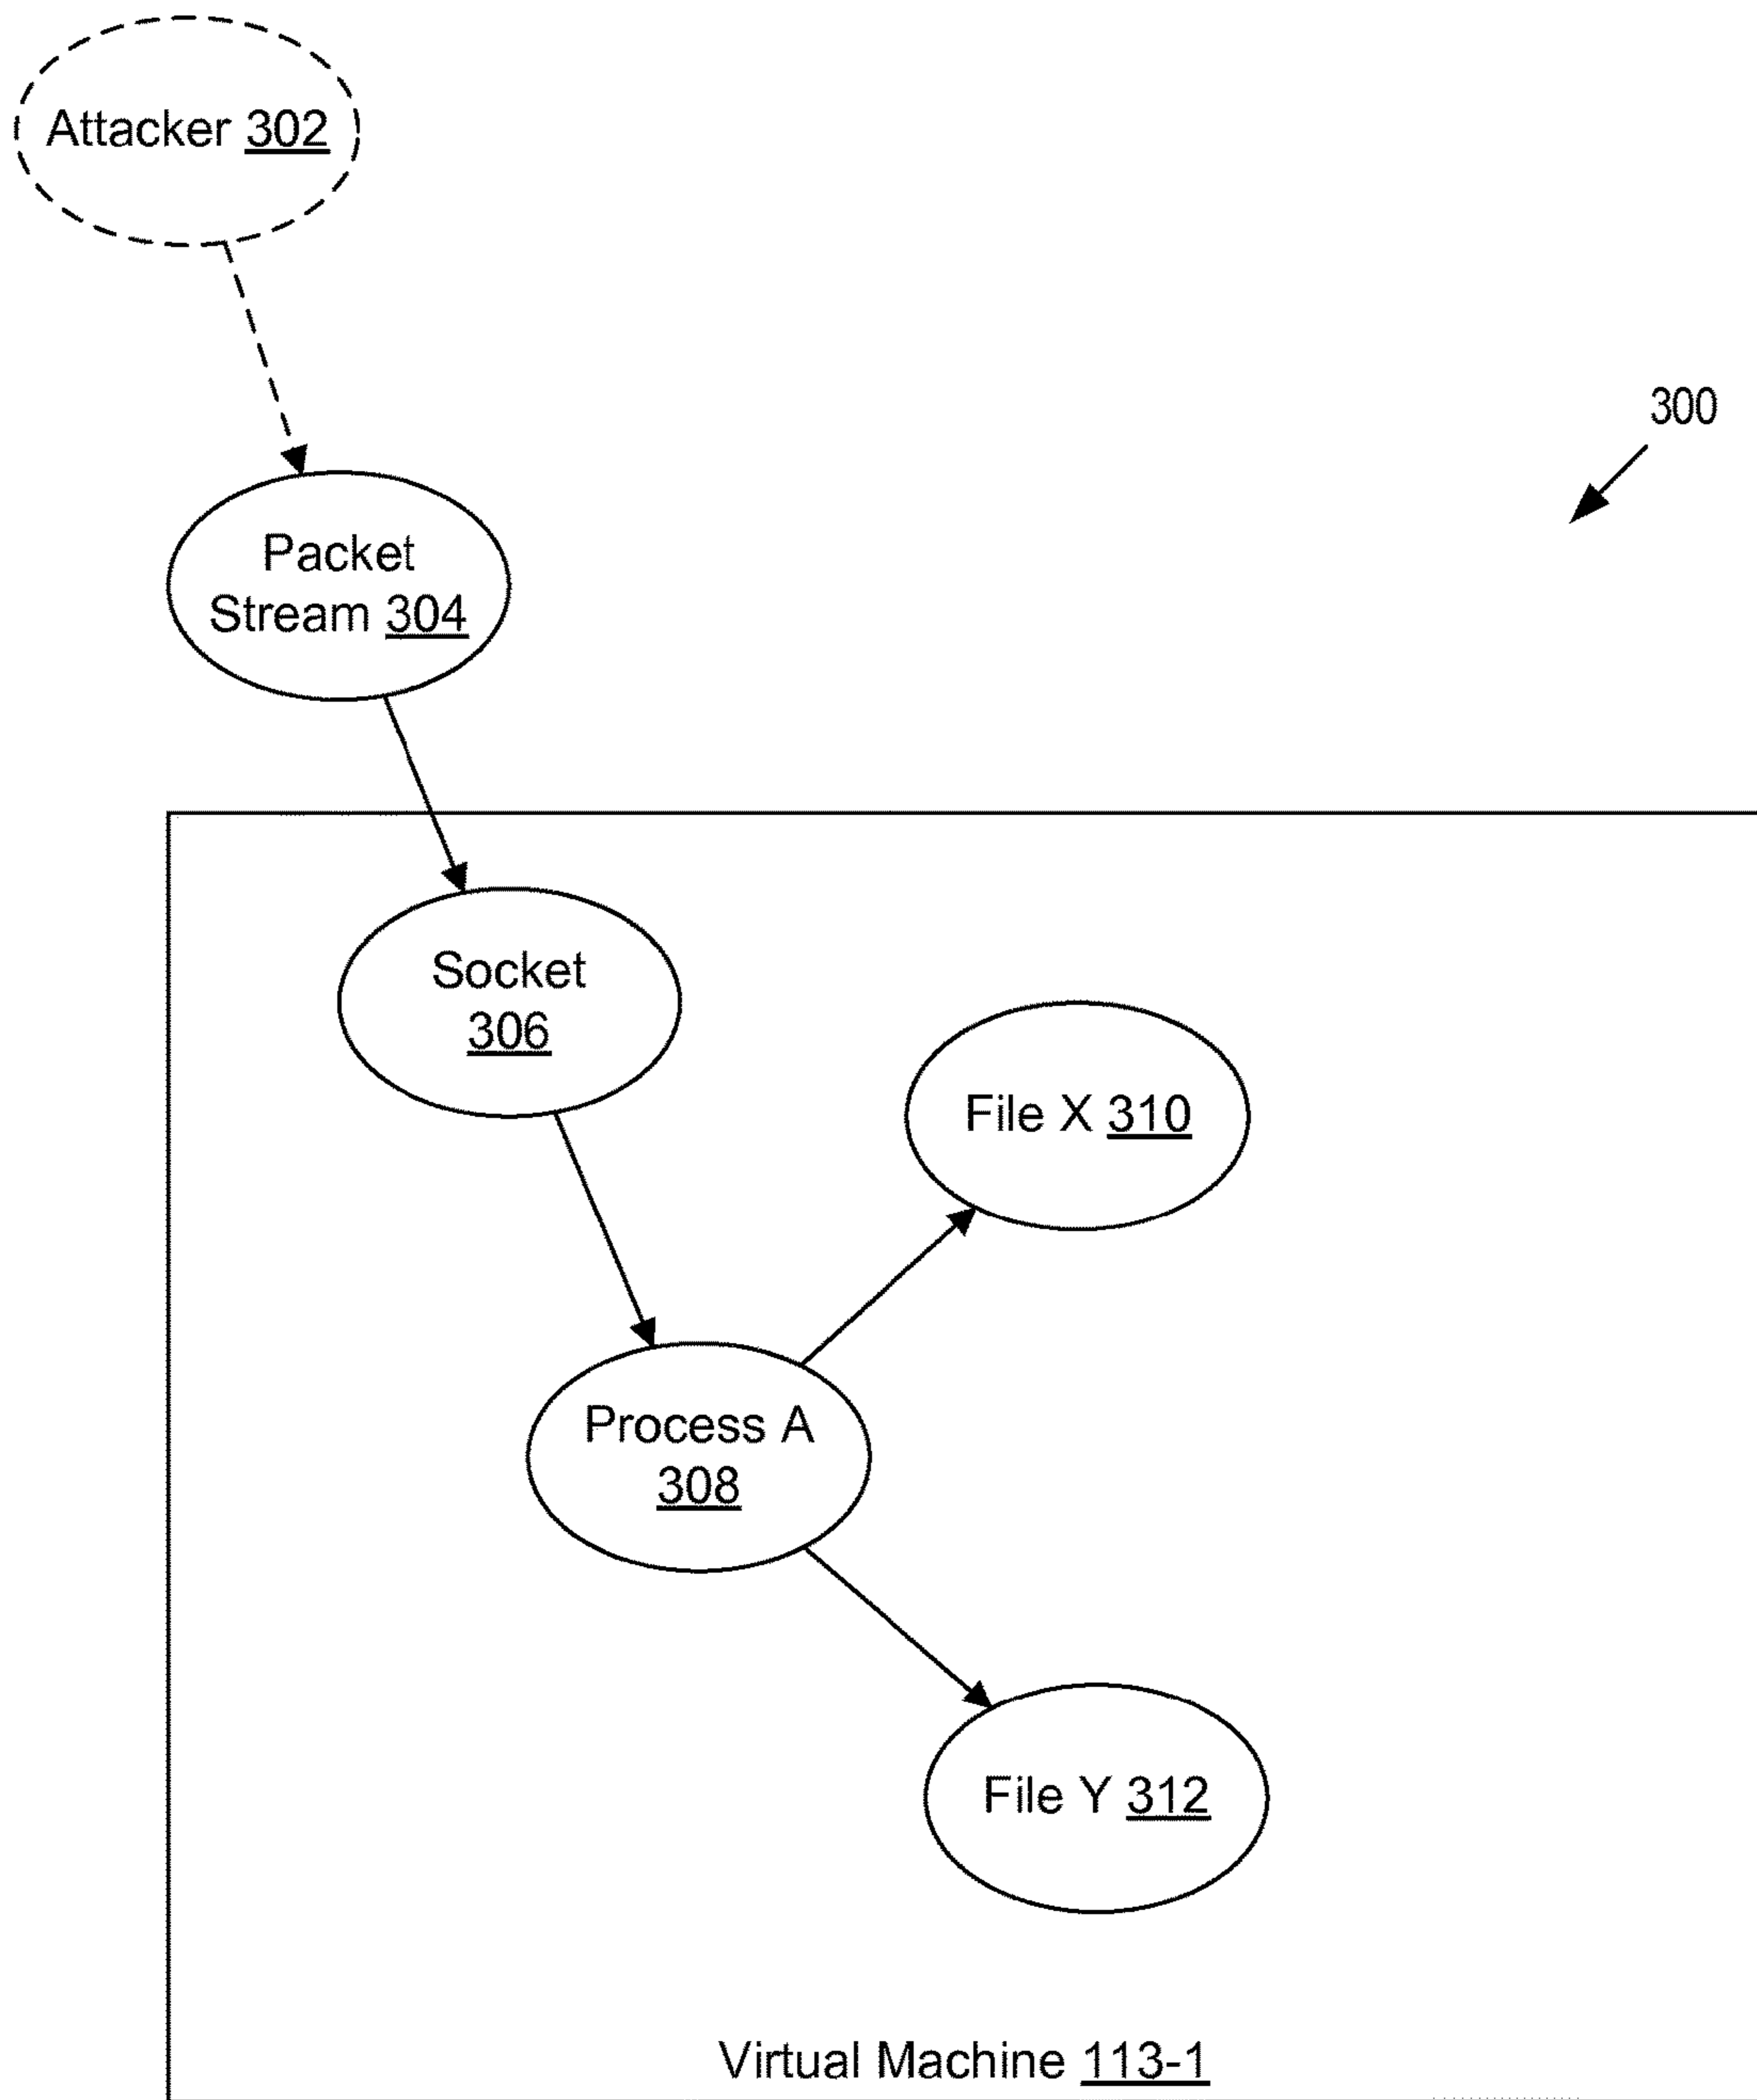 Attacker 302
300
Packet
Stream 304
Socket
306
File X 310
Process A
308
File Y 312
Virtual Machine 113-1